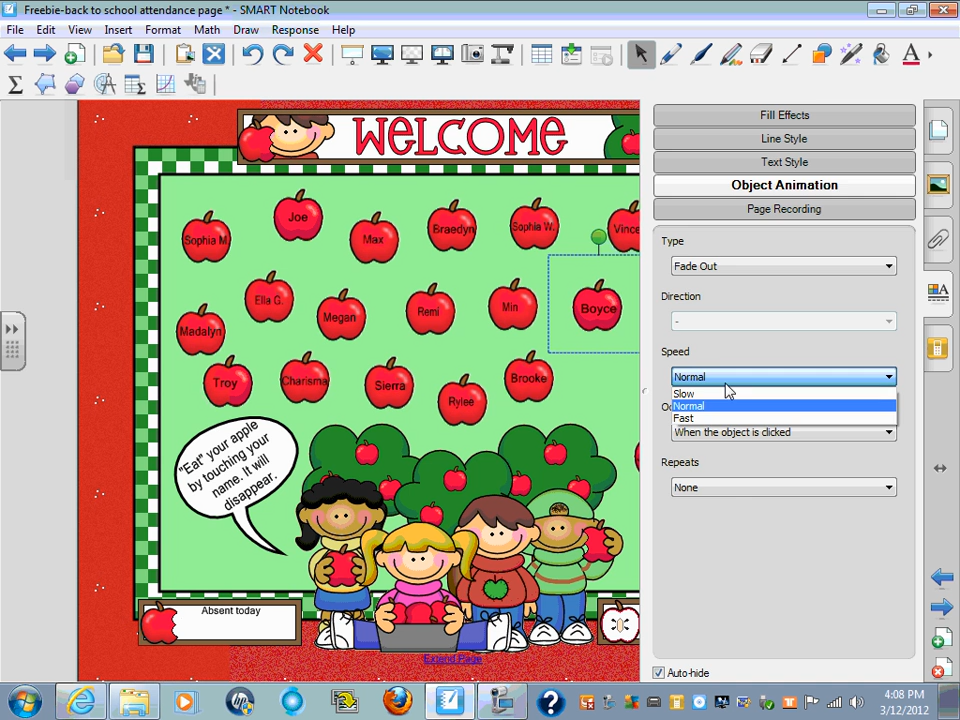 Freebie-back to school attendance page * - SMART Notebook
File Edit View Insert Format Math Draw Response Help
WELCOME
Fill Effects
Line Style
Text Style
Object Animation
Page Recording
Type
Fade Out
Direction
-
Speed
Normal
Slow
Normal
Fast
When the object is clicked
Repeats
None
Auto-hide
Sophia M.
Joe
Max
Braedyn
Sophia W.
Vince
Madalyn
Ella G.
Megan
Remi
Min
Boyce
Troy
Charisma
Sierra
Rylee
Brooke
"Eat" your apple
by touching your
name. It will
disappear.
Absent today
Extend Page
4:08 PM
3/12/2012